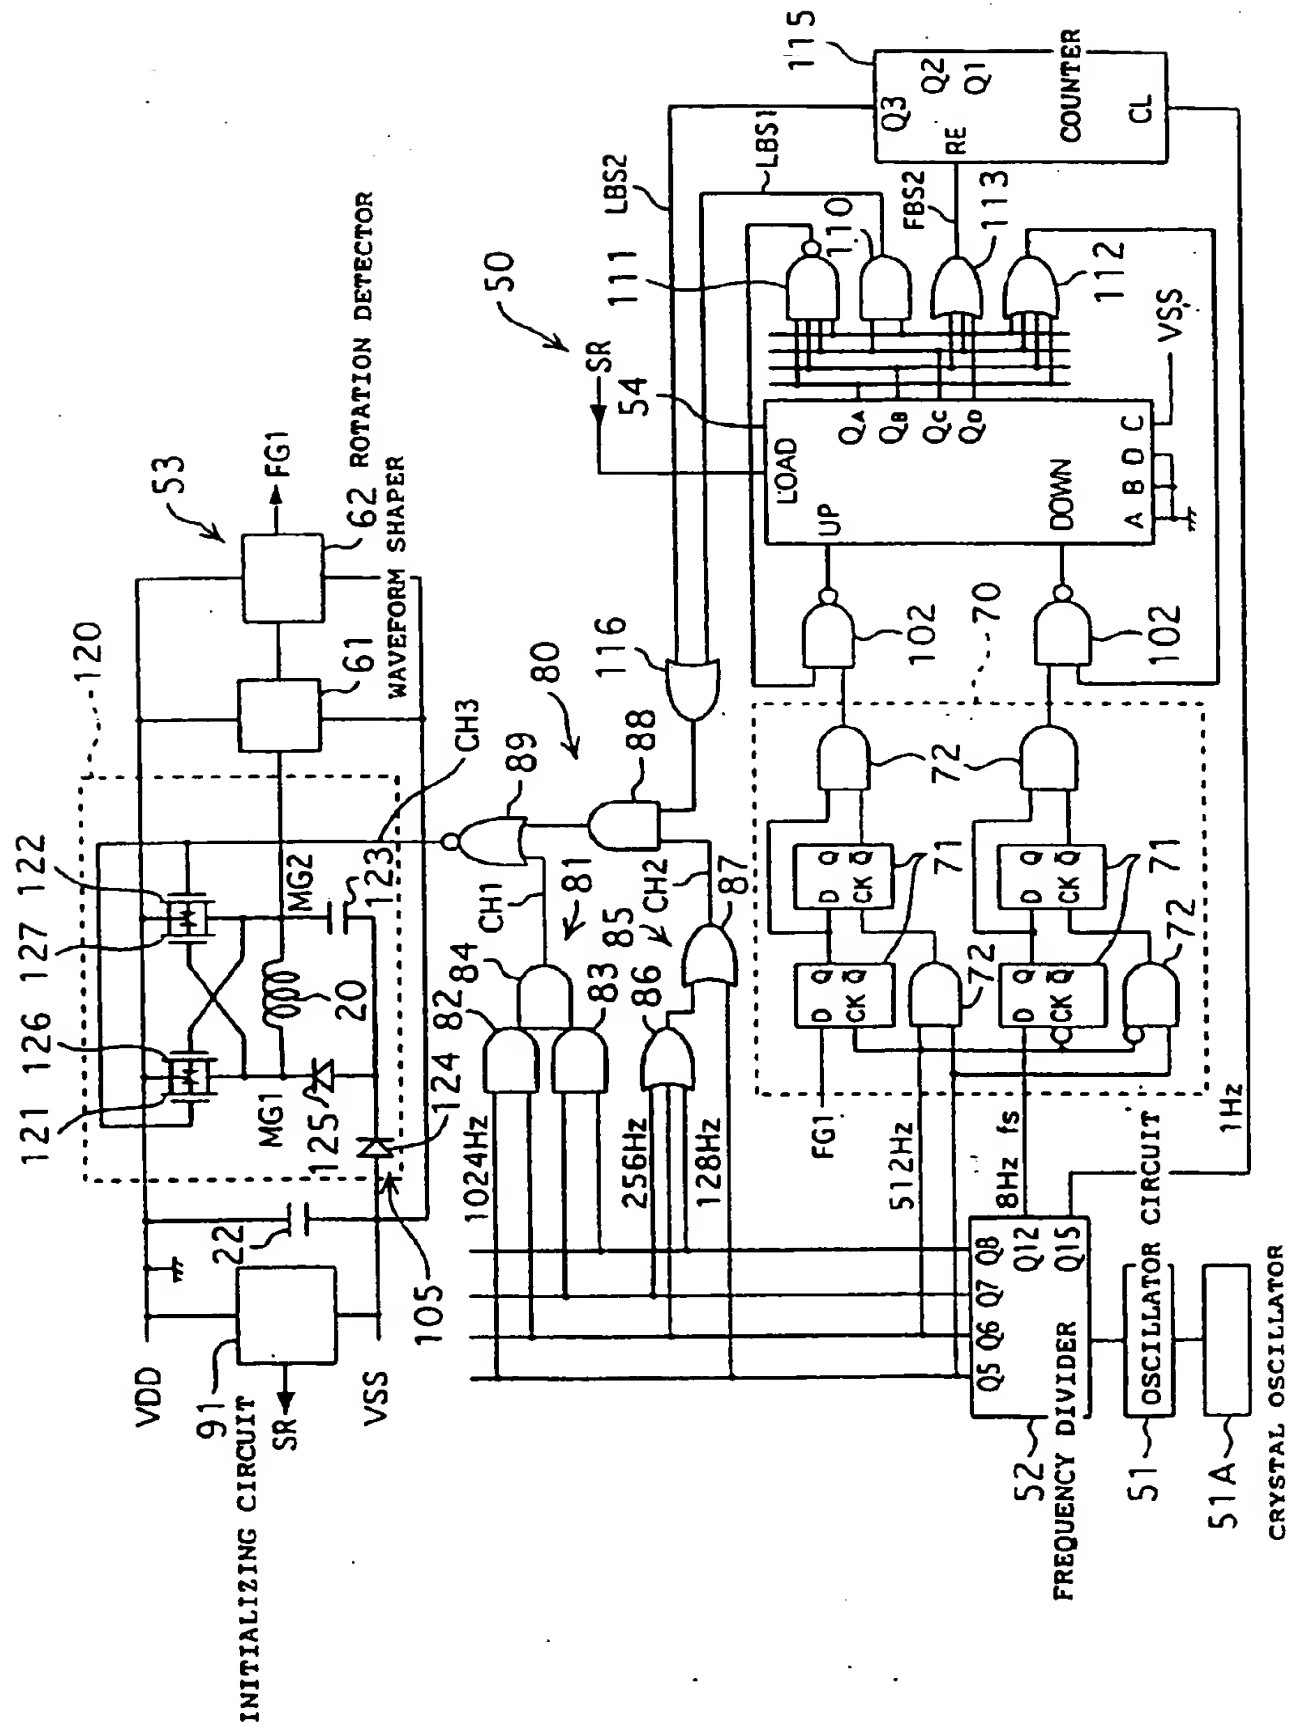 INITIALIZING CIRCUIT
91
SR
VDD
VSS
22
105
121
126
127
122
120
MG1
MG2
20
125
124
123
53
61
WAVEFORM SHAPER
62 ROTATION DETECTOR
FG1
CH3
1024Hz
82
84
81
83
CH1
89
80
85
86
256Hz
128Hz
CH2
87
88
116
50
SR
LBS2
LBS1
54
111
110
FBS2
113
112
115
Q3
Q2
Q1
RE
COUNTER
CL
LOAD
UP
DOWN
QA
QB
QC
QD
A B D C
VSS
102
102
70
72
71
D Q
CK Q̅
D Q
CK Q̅
72
FG1
512Hz
8Hz fs
71
D Q
CK Q̅
D Q
CK Q̅
72
1Hz
Q5 Q6 Q7 Q8
Q12
Q15
52
FREQUENCY DIVIDER
51
OSCILLATOR CIRCUIT
51A
CRYSTAL OSCILLATOR